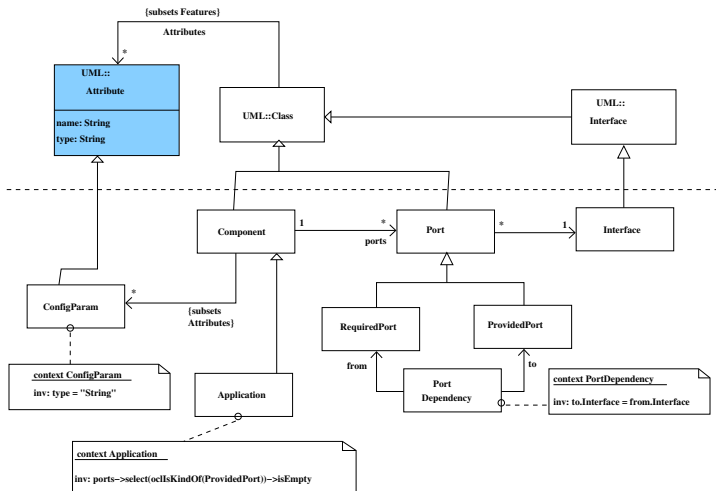 {subsets Features}
Attributes
*
UML::
Attribute
name: String
type: String
UML::Class
UML::
Interface
Component
1
*
ports
Port
*
1
Interface
ConfigParam
*
{subsets
Attributes}
RequiredPort
ProvidedPort
from
to
Port
Dependency
context ConfigParam
inv: type = "String"
Application
context PortDependency
inv: to.Interface = from.Interface
context Application
inv: ports->select(oclIsKindOf(ProvidedPort))->isEmpty